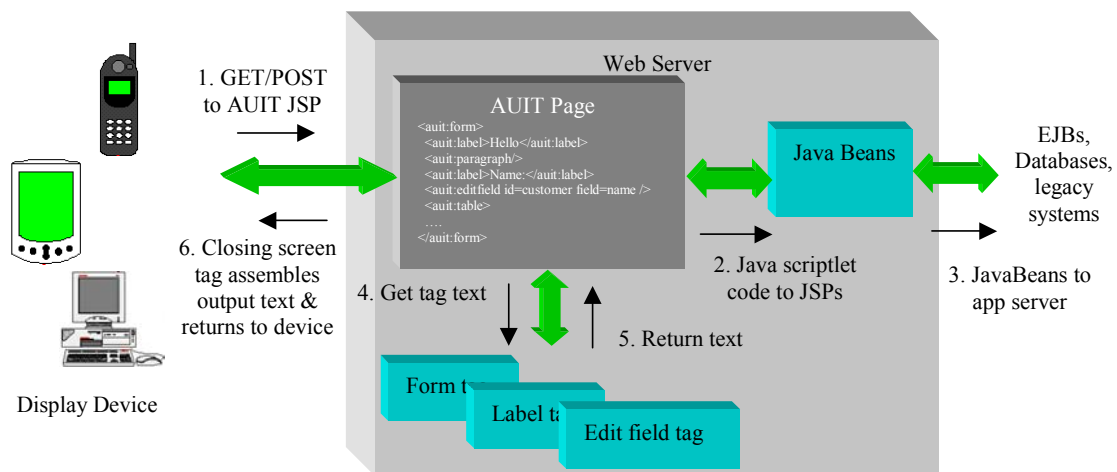 Web Server
1. GET/POST
to AUIT JSP
AUIT Page
<auit:form>
<auit:label>Hello</auit:label>
<auit:paragraph/>
<auit:label>Name:</auit:label>
<auit:editfield id=customer field=name />
<auit:table>
....
</auit:form>
Java Beans
EJBs,
Databases,
legacy
systems
6. Closing screen
tag assembles
output text &
returns to device
2. Java scriptlet
code to JSPs
3. JavaBeans to
app server
4. Get tag text
5. Return text
Form
Label
Edit field tag
Display Device